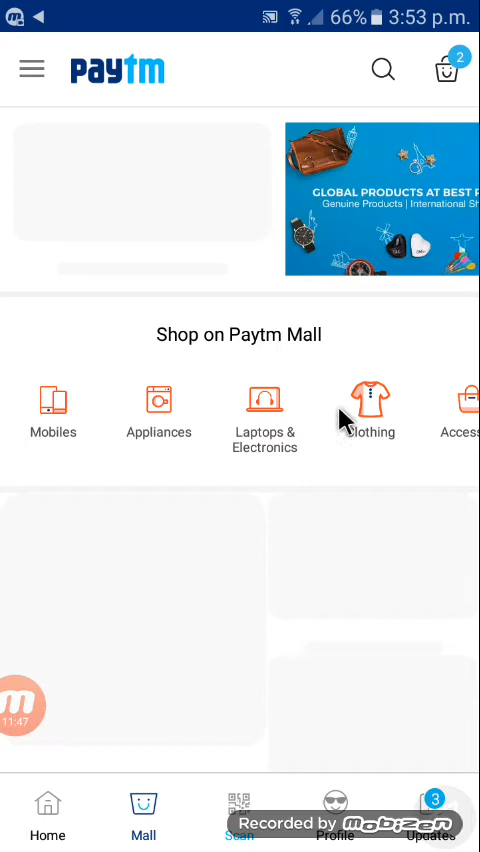 66% 3:53 p.m.
paytm
2
GLOBAL PRODUCTS AT BEST
Genuine Products | International Sh
Shop on Paytm Mall
Mobiles
Appliances
Laptops &
Electronics
Clothing
Access
11:47
3
Recorded by mobizen
Home
Mall
Scan
Profile
Updates